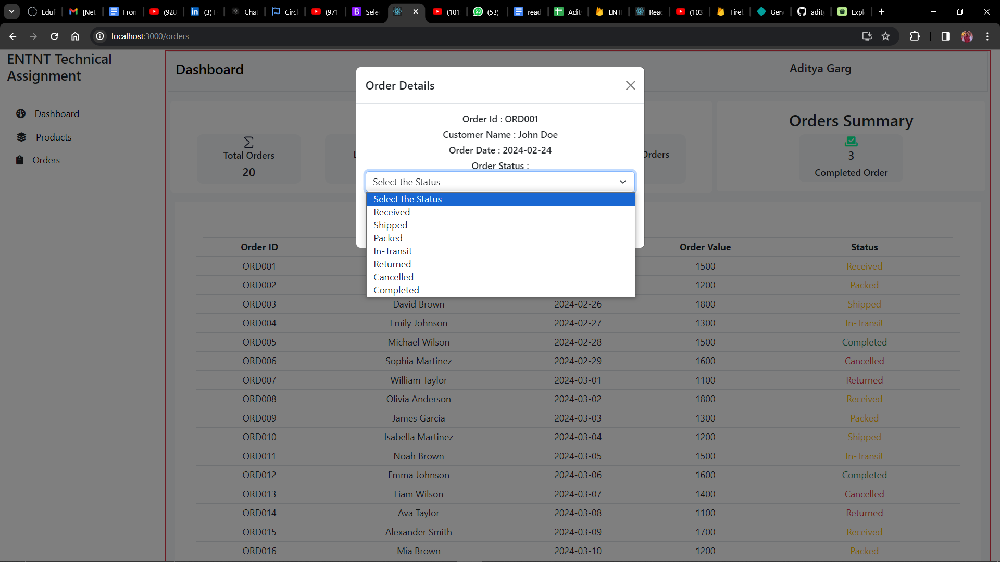 Eduf
[Net
Fron
(928
(3) F
Chat
Circl
(971
Sele
(101
(53)
read
Adit
ENT
Reac
(103
Fireb
Gene
adity
Expl
localhost:3000/orders
ENTNT Technical
Assignment
Dashboard
Products
Orders
Dashboard
Aditya Garg
Total Orders
20
Orders
Orders Summary
3
Completed Order
Order Details
Order Id : ORD001
Customer Name : John Doe
Order Date : 2024-02-24
Order Status :
Select the Status
Select the Status
Received
Shipped
Packed
In-Transit
Returned
Cancelled
Completed
Order ID Order Value Status
ORD001 1500 Received
ORD002 1200 Packed
ORD003 David Brown 2024-02-26 1800 Shipped
ORD004 Emily Johnson 2024-02-27 1300 In-Transit
ORD005 Michael Wilson 2024-02-28 1500 Completed
ORD006 Sophia Martinez 2024-02-29 1600 Cancelled
ORD007 William Taylor 2024-03-01 1100 Returned
ORD008 Olivia Anderson 2024-03-02 1800 Received
ORD009 James Garcia 2024-03-03 1300 Packed
ORD010 Isabella Martinez 2024-03-04 1200 Shipped
ORD011 Noah Brown 2024-03-05 1500 In-Transit
ORD012 Emma Johnson 2024-03-06 1600 Completed
ORD013 Liam Wilson 2024-03-07 1400 Cancelled
ORD014 Ava Taylor 2024-03-08 1100 Returned
ORD015 Alexander Smith 2024-03-09 1700 Received
ORD016 Mia Brown 2024-03-10 1200 Packed